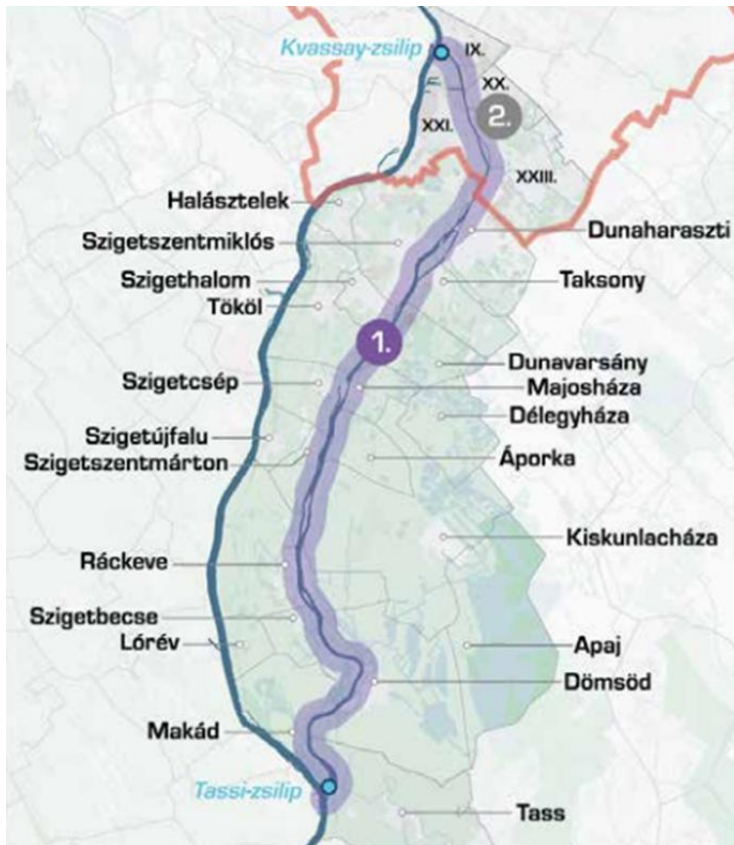 Kvassay-zsilip
IX.
XX.
2.
XXI.
XXIII.
Halásztelek
Dunaharaszti
Szigetszentmiklós
Szigethalom
Taksony
Tököl
1.
Dunavarsány
Szigetcsép
Majosháza
Délegyháza
Szigetújfalu
Szigetszentmárton
Áporka
Kiskunlacháza
Ráckeve
Szigetbecse
Lórév
Apaj
Dömsöd
Makád
Tassi-zsilip
Tass